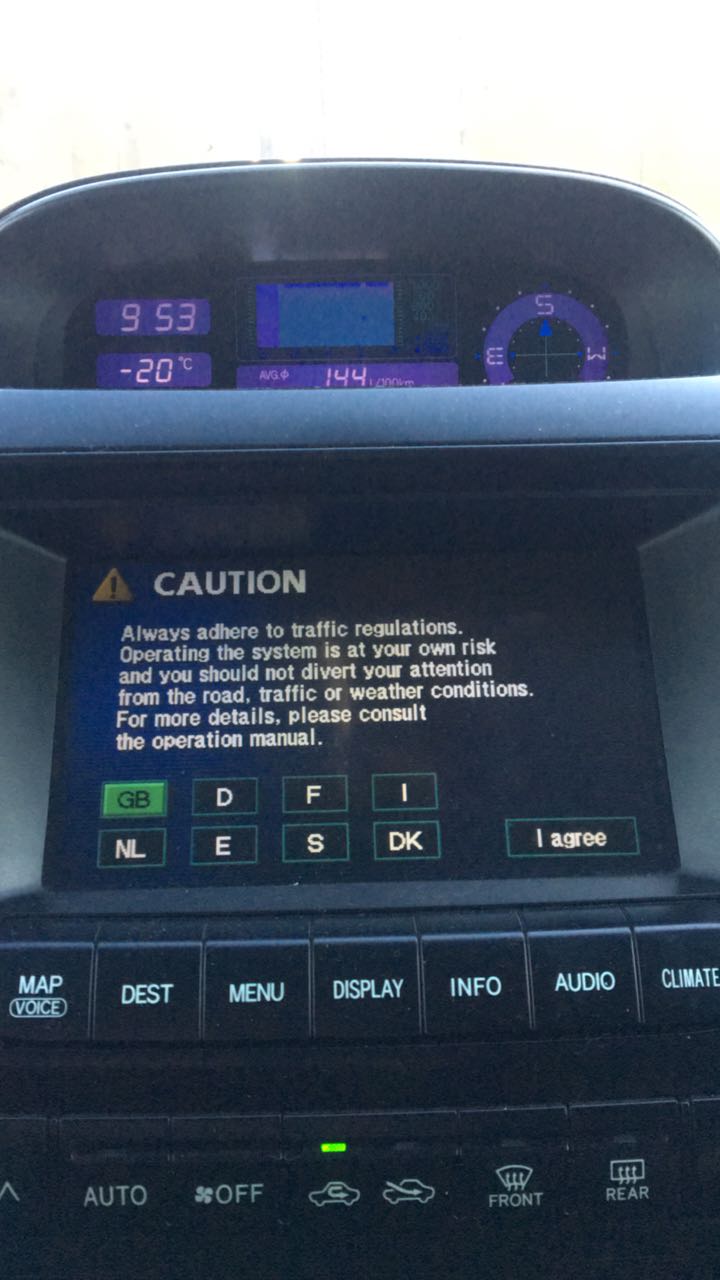 9 53
S
-20°C
E
W
AVG.ϕ 144 L/100km
CAUTION
Always adhere to traffic regulations.
Operating the system is at your own risk
and you should not divert your attention
from the road, traffic or weather conditions.
For more details, please consult
the operation manual.
GB D F I
NL E S DK I agree
MAP DEST MENU DISPLAY INFO AUDIO CLIMATE
VOICE
AUTO OFF FRONT REAR